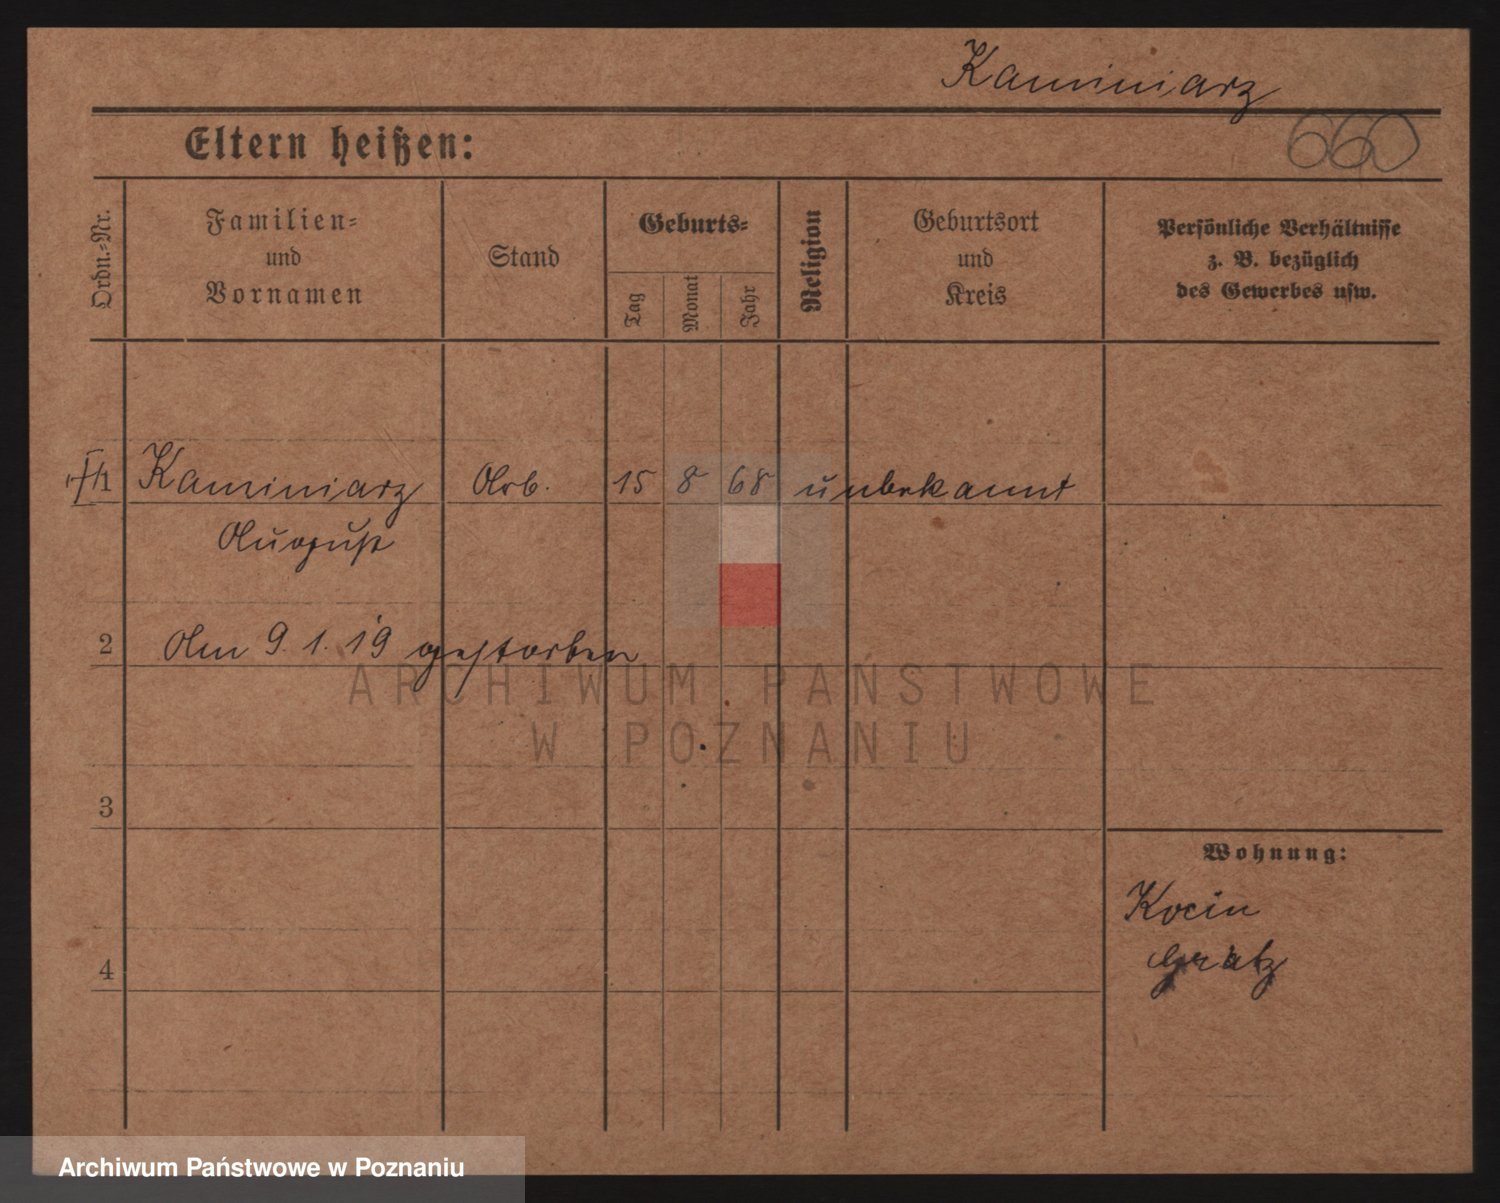 Kaminiarz
660
Eltern heißen:
Ordn.-Nr.
Familien- und Vornamen
Stand
Geburts-
Tag
Monat
Jahr
Religion
Geburtsort und Kreis
Persönliche Verhältnisse
z. B. bezüglich
des Gewerbes usw.
1 Kaminiarz Arb. 15 8 68 unbekannt
August
2 Am 9. 1. 19 gestorben
ARCHIWUM PAŃSTWOWE
W POZNANIU
3
Wohnung:
Kocin
Grätz
4
Archiwum Państwowe w Poznaniu